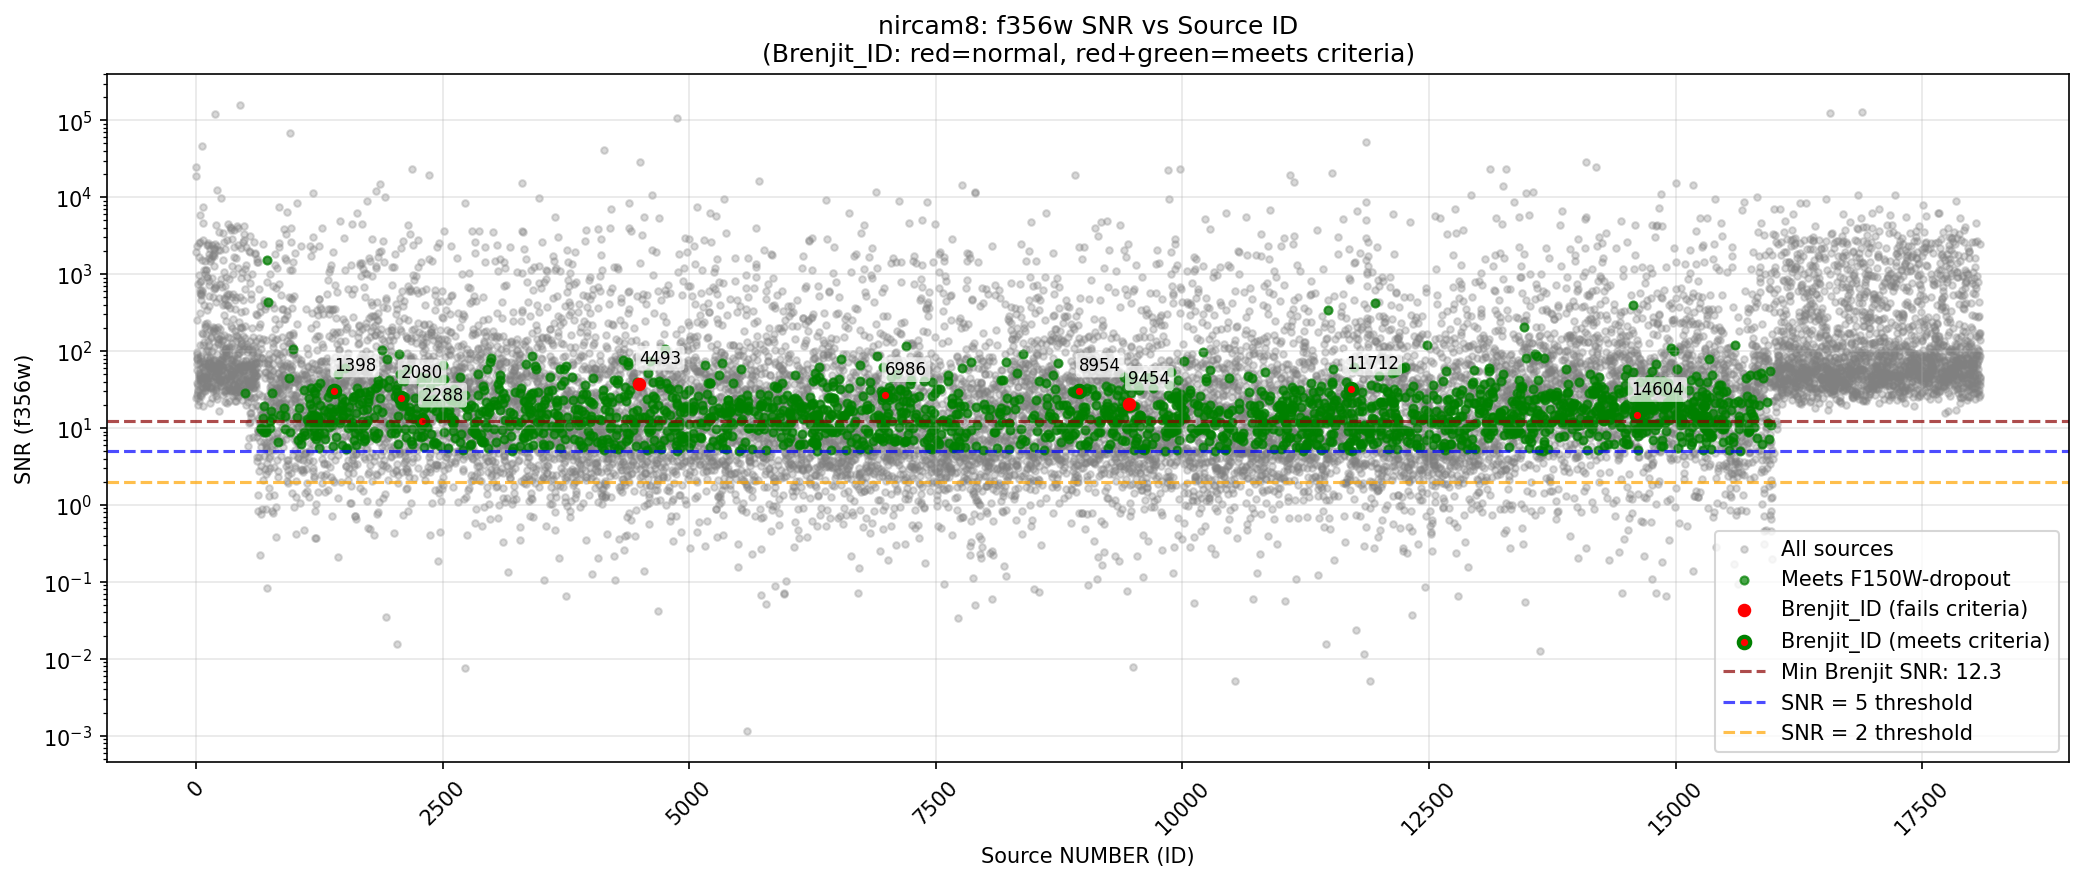 nircam8: f356w SNR vs Source ID
(Brenjit_ID: red=normal, red+green=meets criteria)
SNR (f356w)
10^5
10^4
10^3
10^2
10^1
10^0
10^-1
10^-2
10^-3
1398
2080
2288
4493
6986
8954
9454
11712
14604
All sources
Meets F150W-dropout
Brenjit_ID (fails criteria)
Brenjit_ID (meets criteria)
Min Brenjit SNR: 12.3
SNR = 5 threshold
SNR = 2 threshold
0
2500
5000
7500
10000
12500
15000
17500
Source NUMBER (ID)